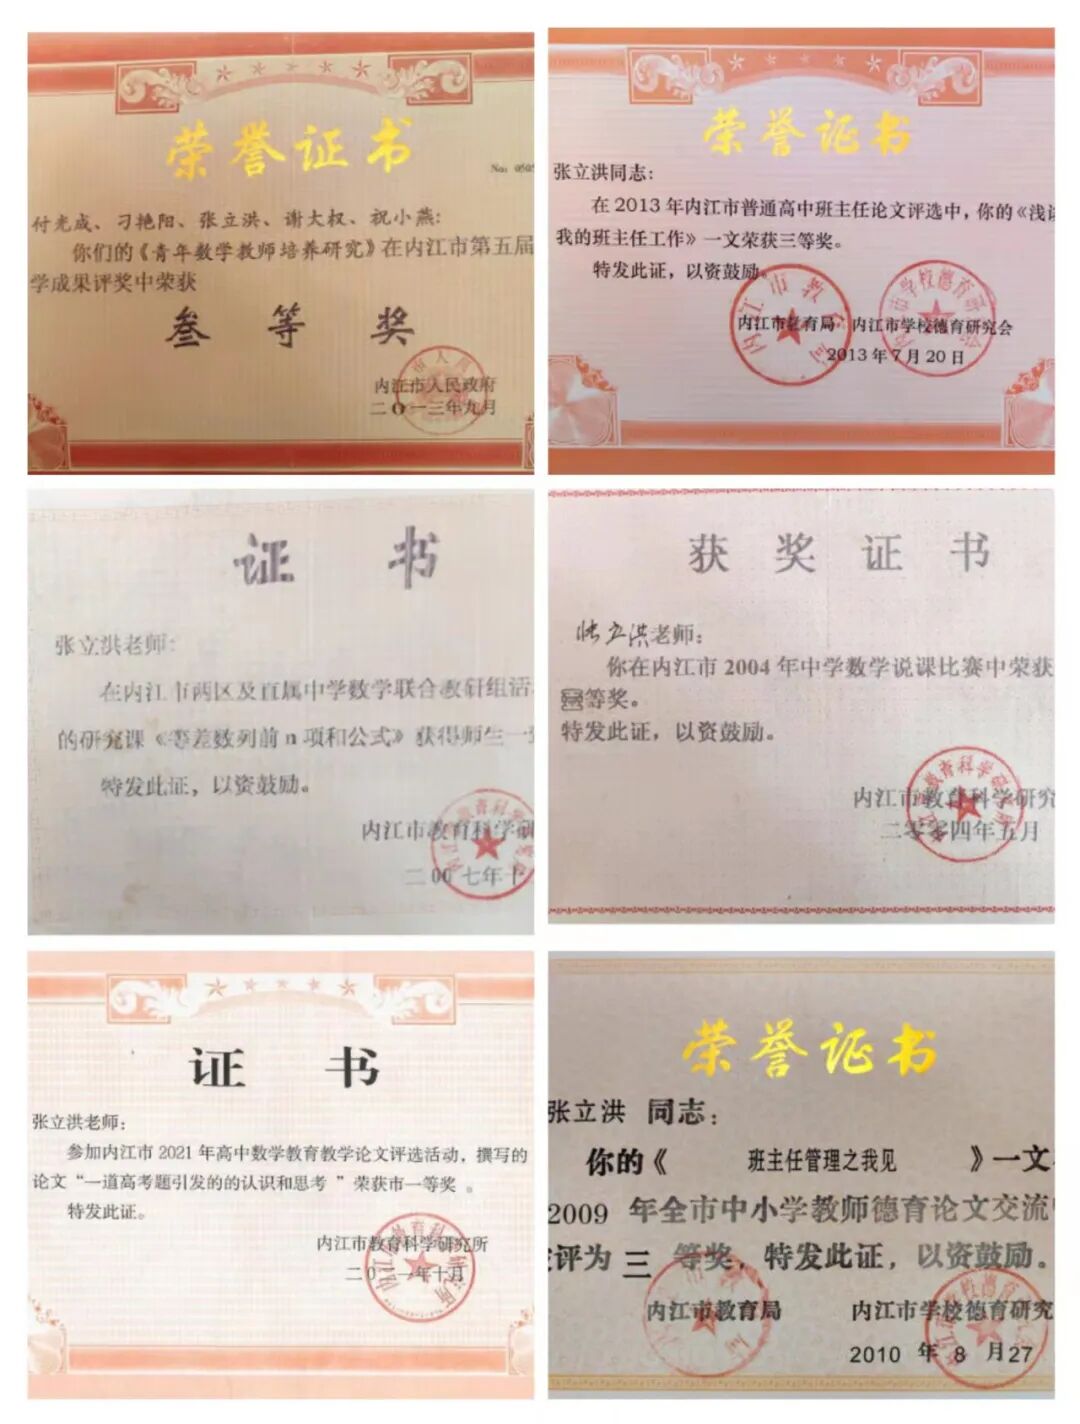 荣誉证书
No: 0505
付光成、刁艳阳、张立洪、谢大权、祝小燕:
你们的《青年数学教师培养研究》在内江市第五届
学成果评奖中荣获
叁等奖
内江市人民政府
二〇一三年九月
荣誉证书
张立洪同志:
在2013年内江市普通高中班主任论文评选中,你的《浅谈
我的班主任工作》一文荣获三等奖。
特发此证,以资鼓励。
内江市教育局 内江市学校德育研究会
2013年7月20日
证书
张立洪老师:
在内江市两区及直属中学数学联合教研组活
的研究课《等差数列前n项和公式》获得师生一
特发此证,以资鼓励。
内江市教育科学研
二00七年十
获奖证书
张立洪老师:
你在内江市2004年中学数学说课比赛中荣获
等奖。
特发此证,以资鼓励。
内江市教育科学研究
二零零四年五月
证书
张立洪老师:
参加内江市2021年高中数学教育教学论文评选活动,撰写的
论文“一道高考题引发的的认识和思考 ”荣获市一等奖 。
特发此证。
内江市教育科学研究所
二〇二一年十月
荣誉证书
张立洪 同志:
你的《 班主任管理之我见 》一文
2009 年全市中小学教师德育论文交流
评为 三 等奖,特发此证,以资鼓励。
内江市教育局 内江市学校德育研究
2010 年 8 月27